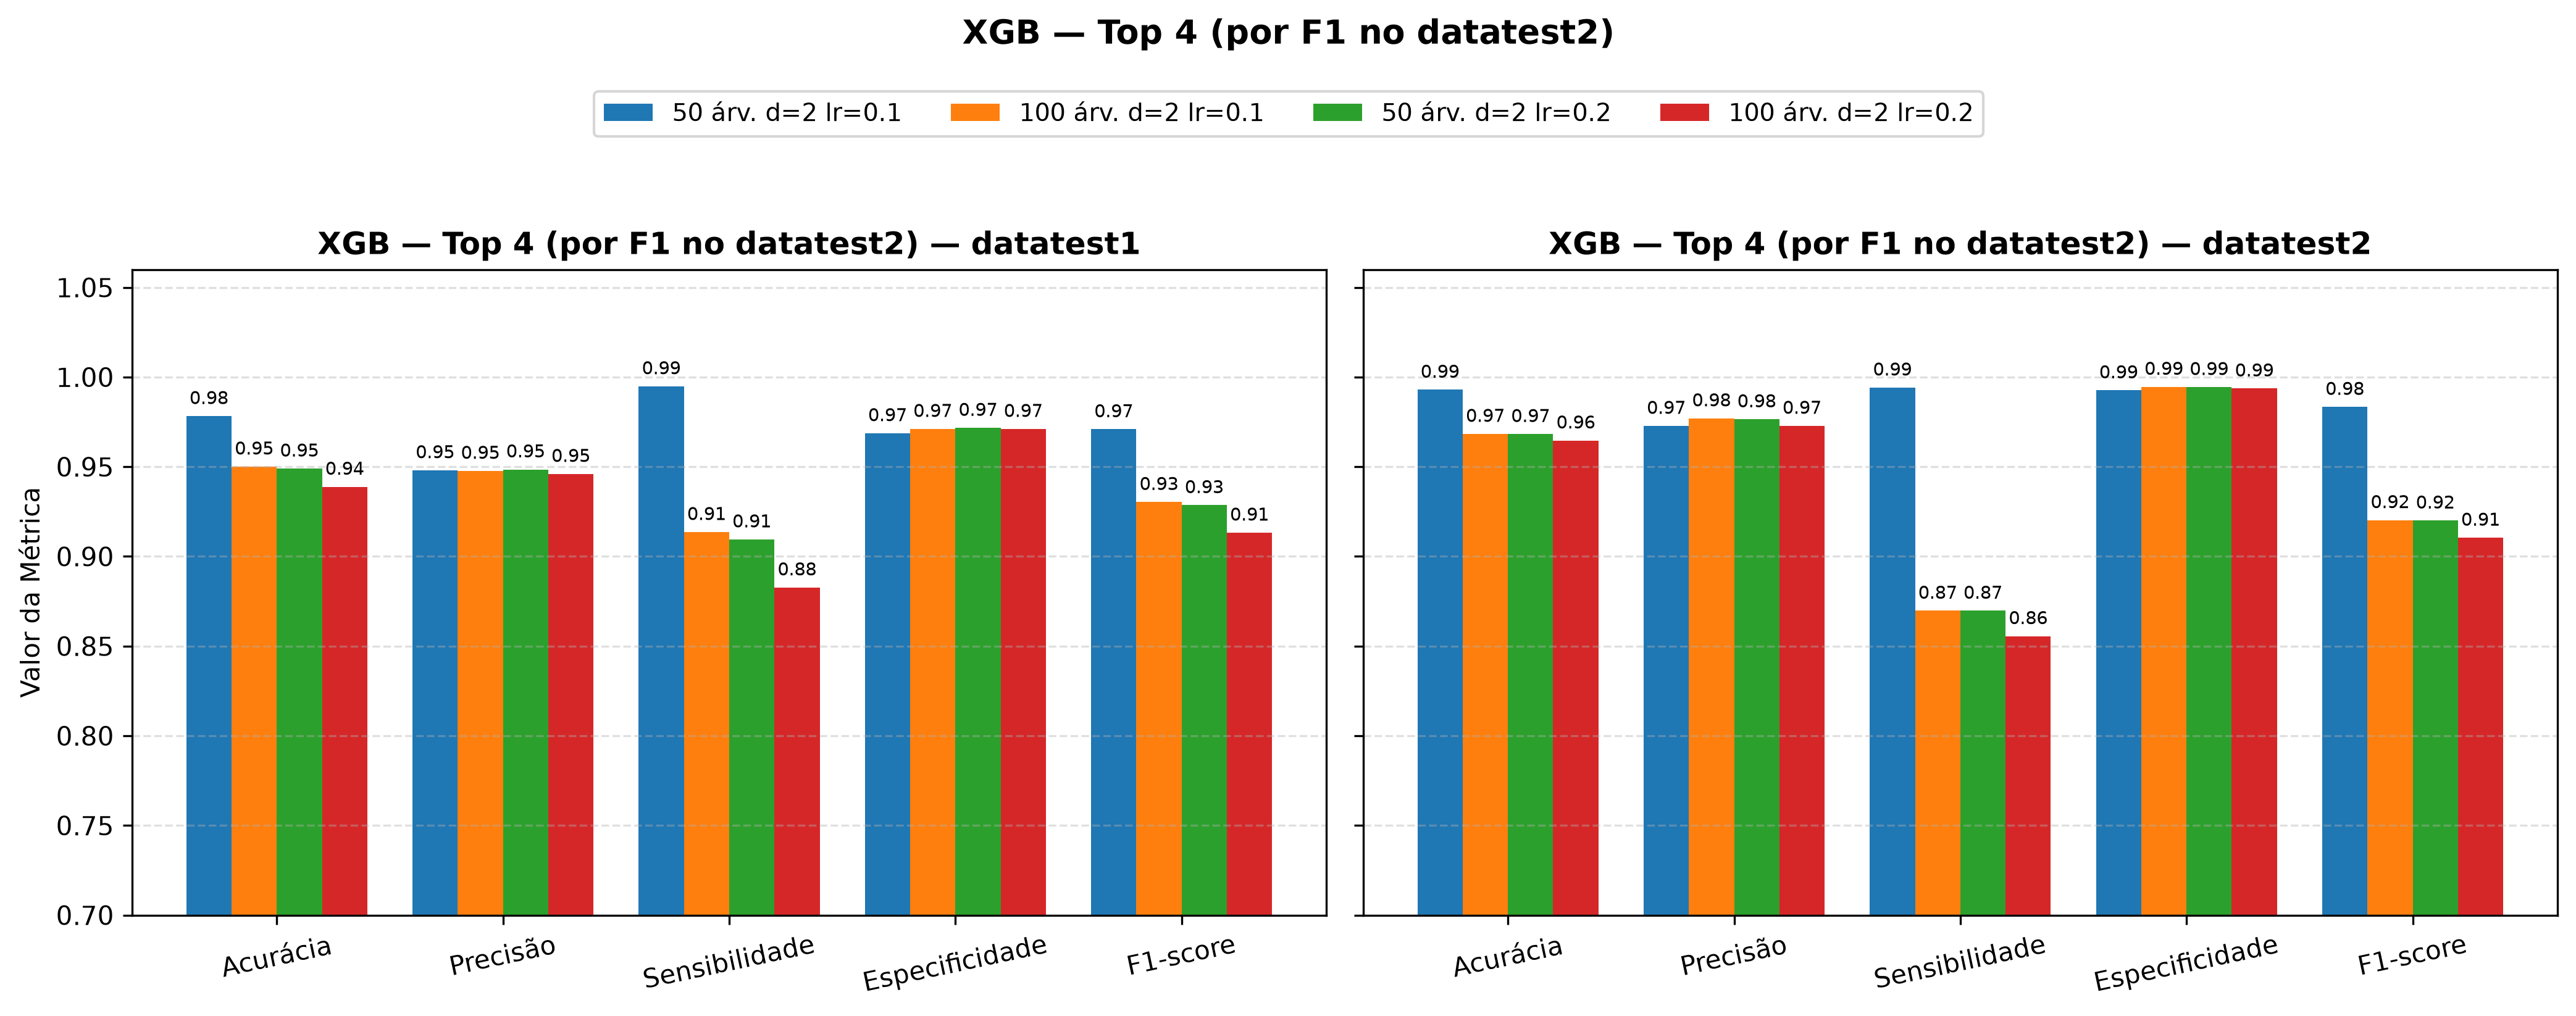 XGB — Top 4 (por F1 no datatest2)
50 árv. d=2 lr=0.1 100 árv. d=2 lr=0.1 50 árv. d=2 lr=0.2 100 árv. d=2 lr=0.2
XGB — Top 4 (por F1 no datatest2) — datatest1
Valor da Métrica
1.05
1.00
0.95
0.90
0.85
0.80
0.75
0.70
0.98 0.95 0.95 0.94
0.95 0.95 0.95 0.95
0.99 0.91 0.91 0.88
0.97 0.97 0.97 0.97
0.97 0.93 0.93 0.91
Acurácia Precisão Sensibilidade Especificidade F1-score
XGB — Top 4 (por F1 no datatest2) — datatest2
0.99 0.97 0.97 0.96
0.97 0.98 0.98 0.97
0.99 0.87 0.87 0.86
0.99 0.99 0.99 0.99
0.98 0.92 0.92 0.91
Acurácia Precisão Sensibilidade Especificidade F1-score